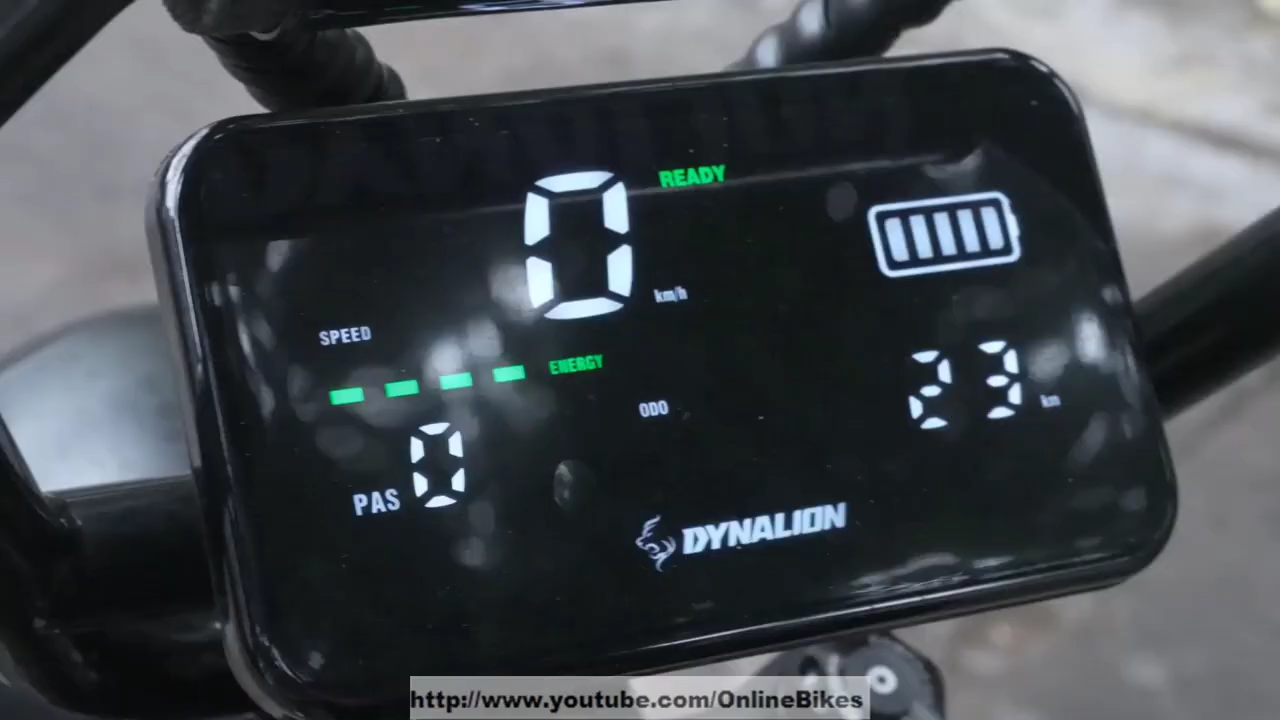 READY
0
km/h
SPEED
ENERGY
ODO
23 km
PAS 0
DYNALION
http://www.youtube.com/OnlineBikes